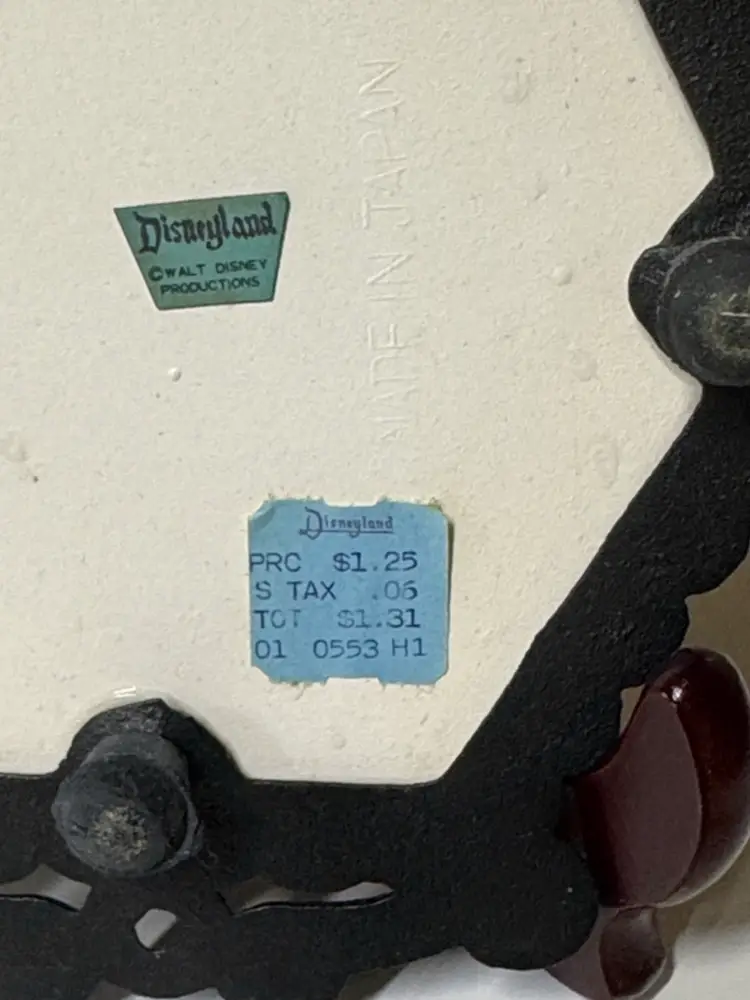 MADE IN JAPAN
Disneyland
©WALT DISNEY
PRODUCTIONS
Disneyland
PRC $1.25
S TAX .06
TOT $1.31
01 0553 H1